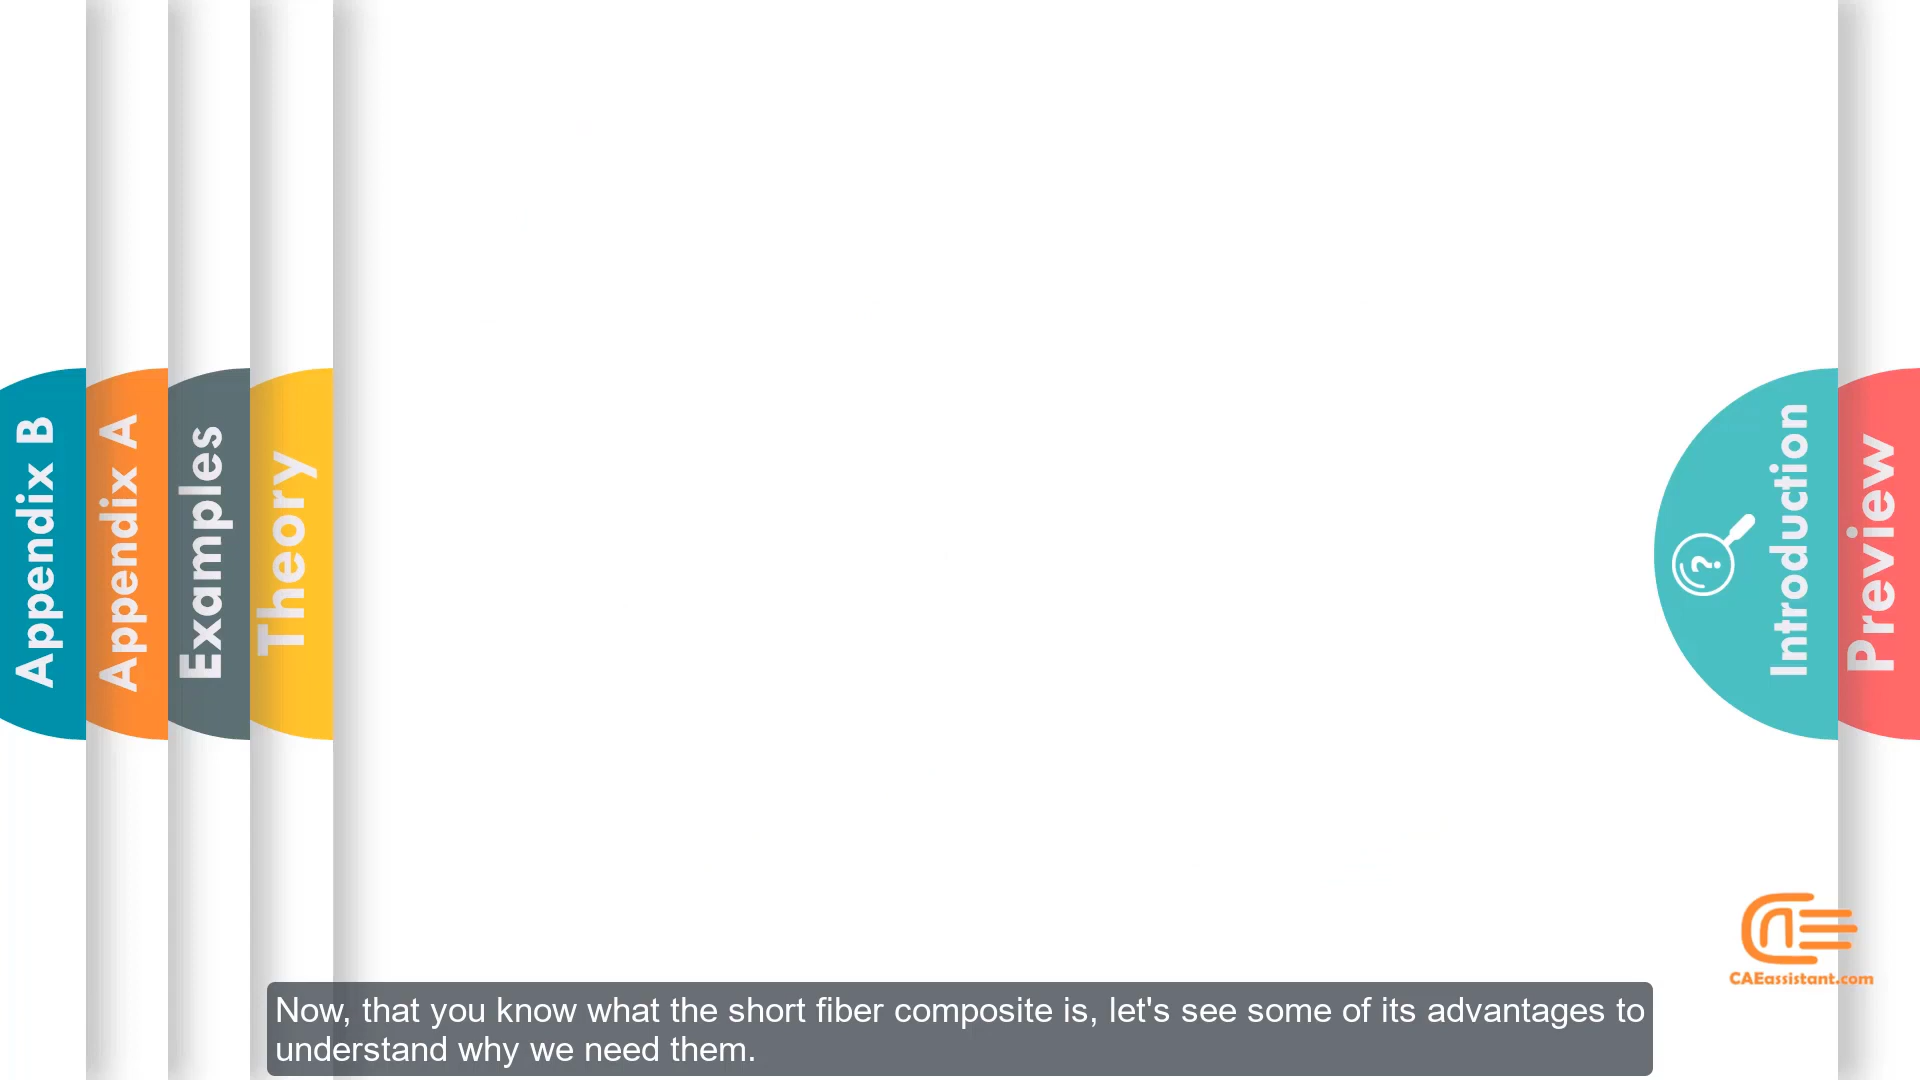 Appendix B
Appendix A
Examples
Theory
?
Introduction
Preview
CAEassistant.com
Now, that you know what the short fiber composite is, let's see some of its advantages to
understand why we need them.